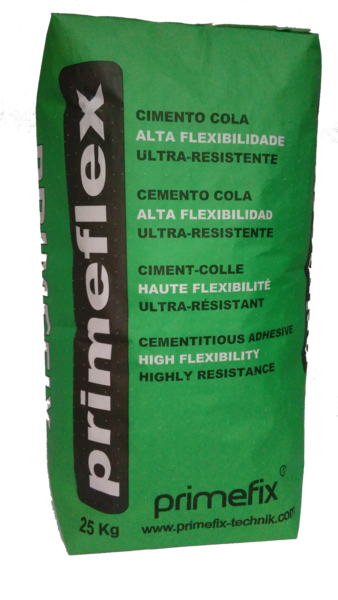 primeflex
CIMENTO COLA
ALTA FLEXIBILIDADE
ULTRA-RESISTENTE
CEMENTO COLA
ALTA FLEXIBILIDAD
ULTRA-RESISTENTE
CIMENT-COLLE
HAUTE FLEXIBILITÉ
ULTRA-RÉSISTANT
CEMENTITIOUS ADHESIVE
HIGH FLEXIBILITY
HIGHLY RESISTANCE
primefix
25 Kg
www.primefix-technik.com